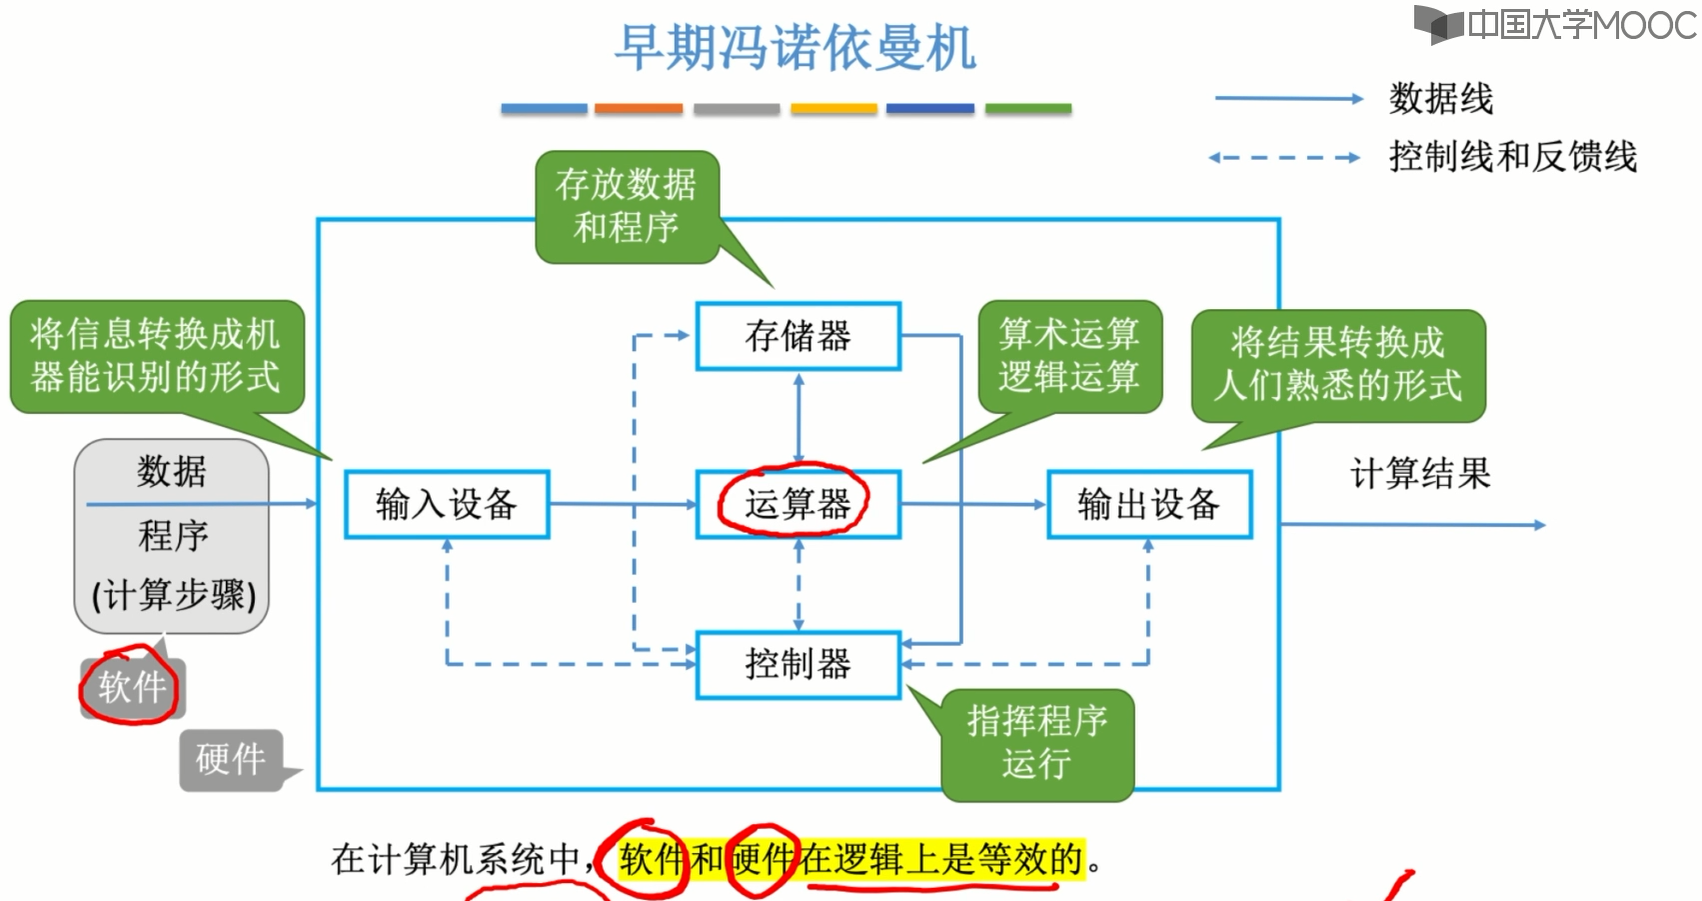 中国大学MOOC
早期冯诺依曼机
数据线
控制线和反馈线
存放数据
和程序
将信息转换成机
器能识别的形式
存储器
算术运算
逻辑运算
将结果转换成
人们熟悉的形式
数据
程序
(计算步骤)
输入设备
运算器
输出设备
计算结果
软件
控制器
硬件
指挥程序
运行
在计算机系统中，软件和硬件在逻辑上是等效的。